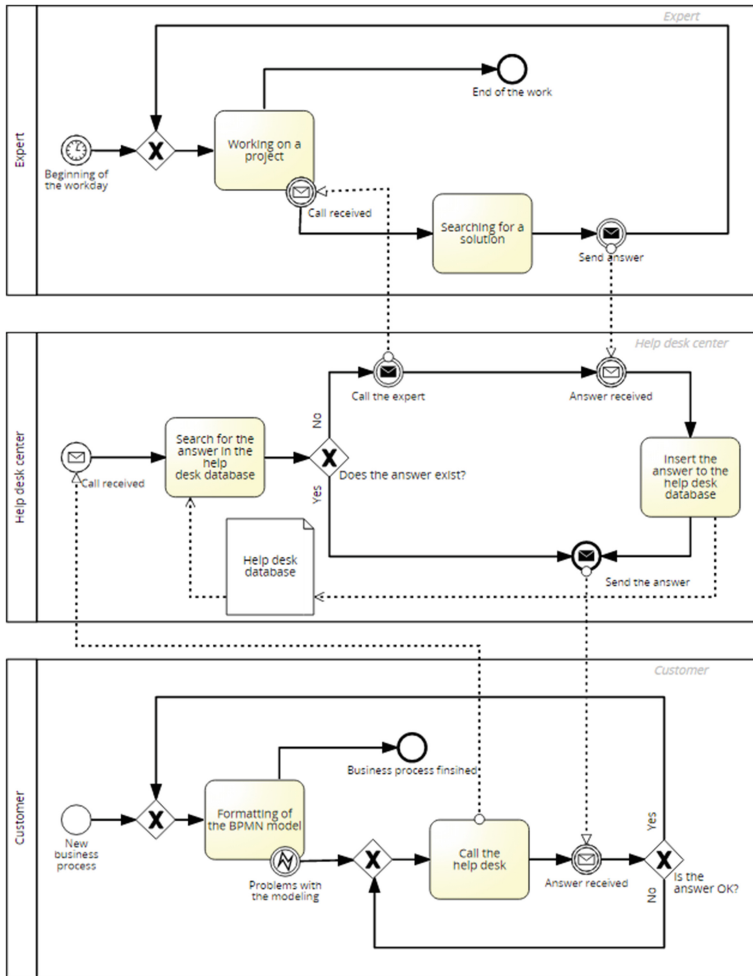 Expert
Expert
End of the work
Working on a
project
Beginning of
the workday
Call received
Searching for a
solution
Send answer
Help desk center
Help desk center
No
Call the expert
Answer received
Search for the
answer in the
help
desk database
Call received
Does the answer exist?
Yes
Insert the
answer to the
help desk
database
Help desk
database
Send the answer
Customer
Customer
Business process finsihed
Formatting of
the BPMN model
New
business
process
Problems with
the modeling
Call the
help desk
Answer received
Yes
Is the
answer OK?
No